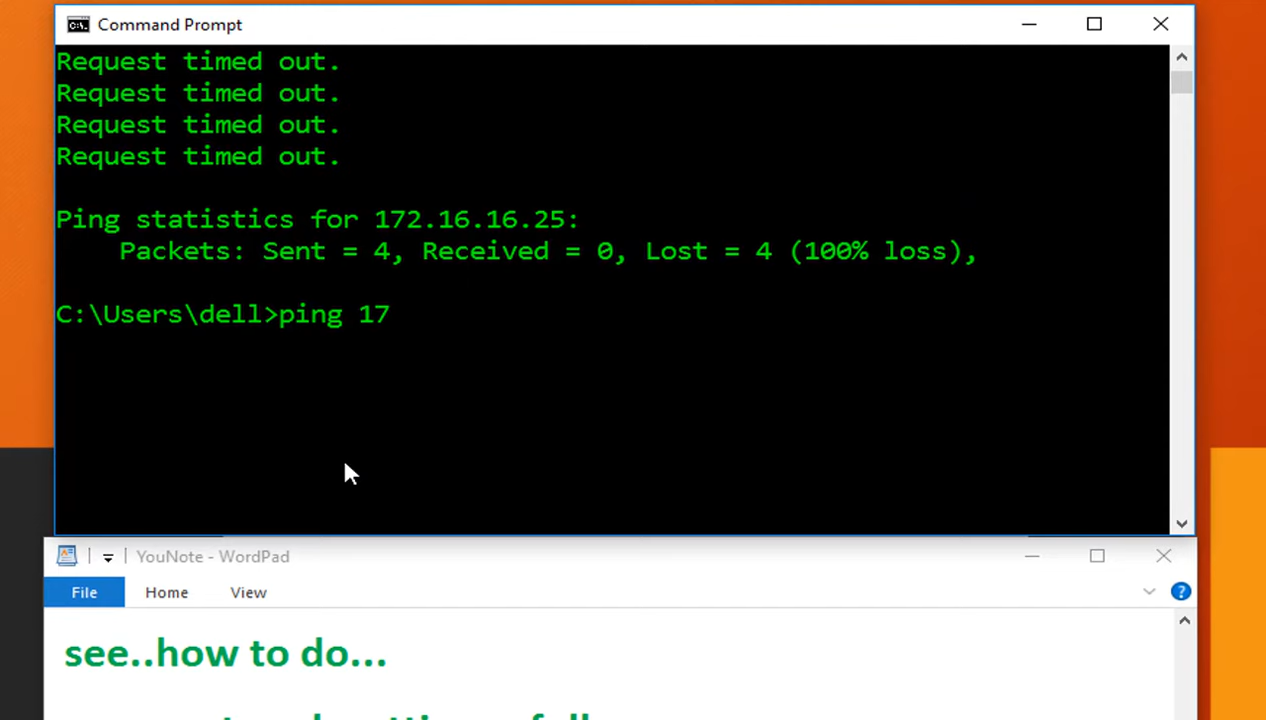 Command Prompt
Request timed out.
Request timed out.
Request timed out.
Request timed out.
Ping statistics for 172.16.16.25:
Packets: Sent = 4, Received = 0, Lost = 4 (100% loss),
C:\Users\dell>ping 17
YouNote - WordPad
File Home View
see..how to do...